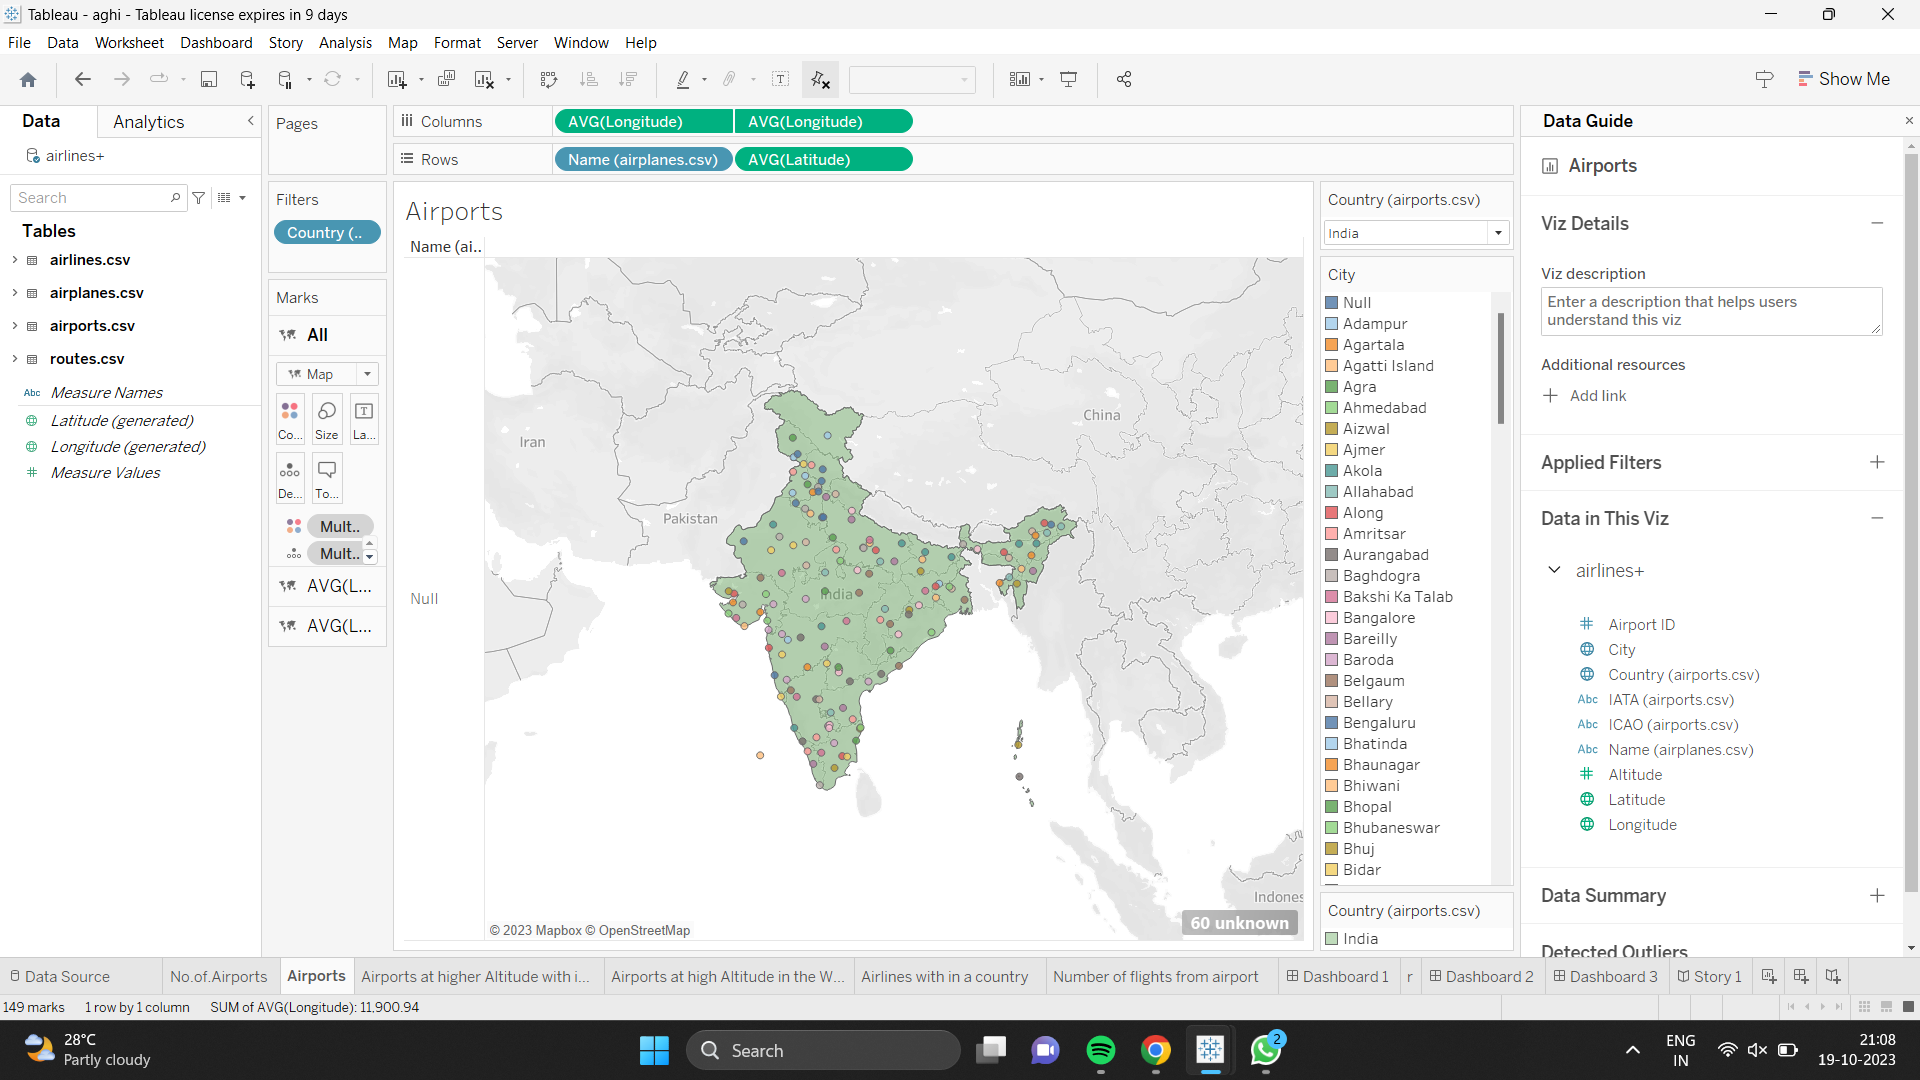 Tableau - aghi - Tableau license expires in 9 days
File Data Worksheet Dashboard Story Analysis Map Format Server Window Help
Show Me
Data Analytics
airlines+
Search
Tables
airlines.csv
airplanes.csv
airports.csv
routes.csv
Abc Measure Names
Latitude (generated)
Longitude (generated)
Measure Values
Pages
Filters
Country (..
Marks
All
Map
Co... Size La...
De... To...
Mult..
Mult..
AVG(L...
AVG(L...
Columns AVG(Longitude) AVG(Longitude)
Rows Name (airplanes.csv) AVG(Latitude)
Airports
Name (ai..
Null
Iran
Pakistan
China
India
Indones
© 2023 Mapbox © OpenStreetMap
60 unknown
Country (airports.csv)
India
City
Null
Adampur
Agartala
Agatti Island
Agra
Ahmedabad
Aizwal
Ajmer
Akola
Allahabad
Along
Amritsar
Aurangabad
Baghdogra
Bakshi Ka Talab
Bangalore
Bareilly
Baroda
Belgaum
Bellary
Bengaluru
Bhatinda
Bhaunagar
Bhiwani
Bhopal
Bhubaneswar
Bhuj
Bidar
Country (airports.csv)
India
Data Guide
Airports
Viz Details
Viz description
Enter a description that helps users
understand this viz
Additional resources
Add link
Applied Filters
Data in This Viz
airlines+
Airport ID
City
Country (airports.csv)
Abc IATA (airports.csv)
Abc ICAO (airports.csv)
Abc Name (airplanes.csv)
Altitude
Latitude
Longitude
Data Summary
Detected Outliers
Data Source No.of.Airports Airports Airports at higher Altitude with i... Airports at high Altitude in the W... Airlines with in a country Number of flights from airport Dashboard 1 r Dashboard 2 Dashboard 3 Story 1
149 marks 1 row by 1 column SUM of AVG(Longitude): 11,900.94
28°C
Partly cloudy
Search
2
ENG
IN
21:08
19-10-2023